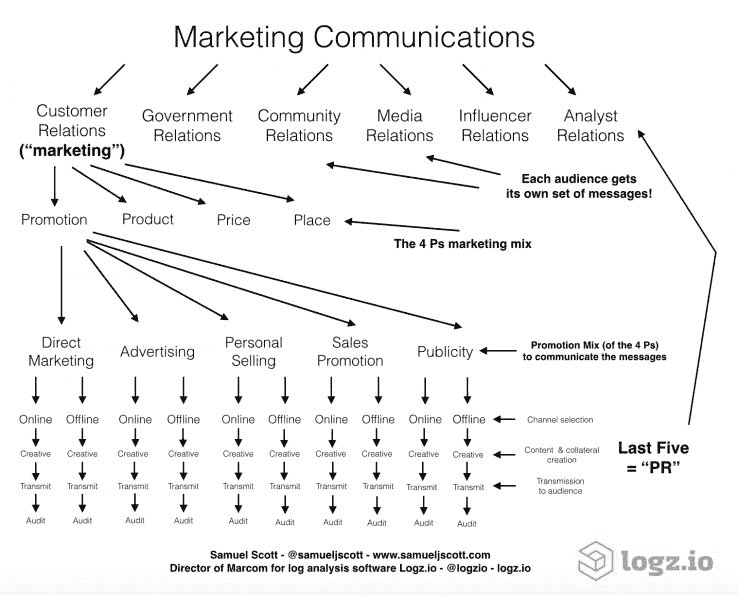 Marketing Communications
Customer
Relations
(“marketing”)
Government
Relations
Community
Relations
Media
Relations
Influencer
Relations
Analyst
Relations
Each audience gets
its own set of messages!
Promotion
Product
Price
Place
The 4 Ps marketing mix
Direct
Marketing
Advertising
Personal
Selling
Sales
Promotion
Publicity
Promotion Mix (of the 4 Ps)
to communicate the messages
Online Offline Online Offline Online Offline Online Offline Online Offline
Channel selection
Creative Creative Creative Creative Creative Creative Creative Creative Creative Creative
Content & collateral
creation
Last Five
= “PR”
Transmit Transmit Transmit Transmit Transmit Transmit Transmit Transmit Transmit Transmit
Transmission
to audience
Audit Audit Audit Audit Audit Audit Audit Audit Audit Audit
Samuel Scott - @samueljscott - www.samueljscott.com
Director of Marcom for log analysis software Logz.io - @logzio - logz.io
logz.io